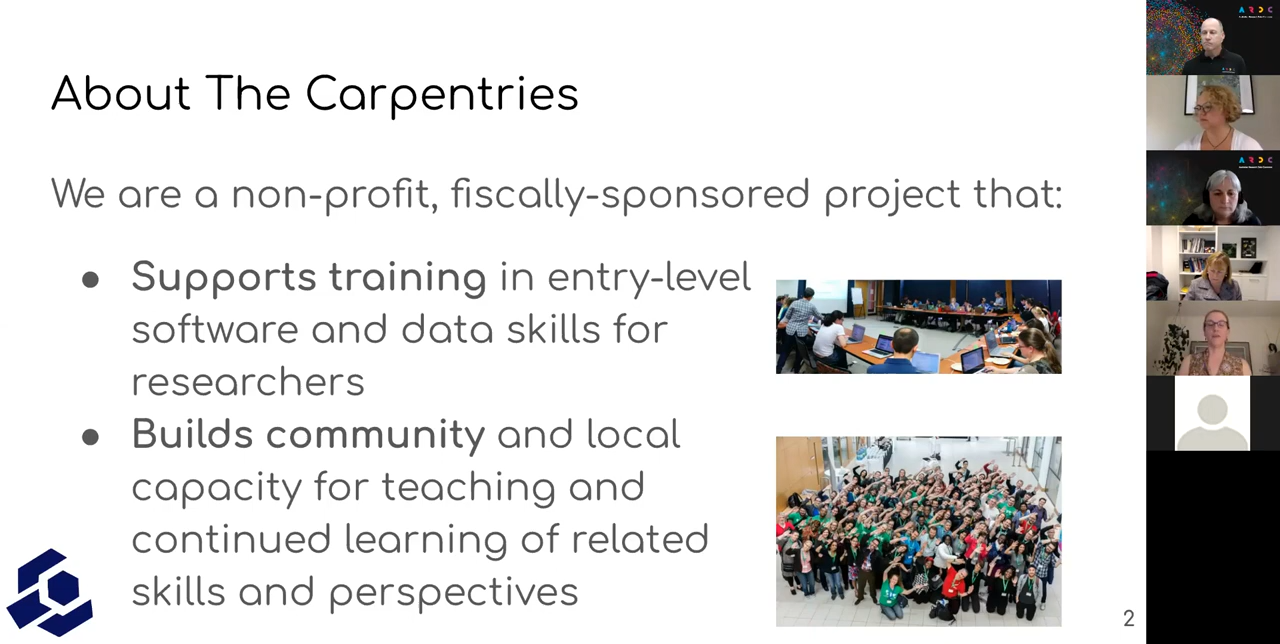 About The Carpentries
We are a non-profit, fiscally-sponsored project that:
● Supports training in entry-level
software and data skills for
researchers
● Builds community and local
capacity for teaching and
continued learning of related
skills and perspectives
2
ARDC
ARDC